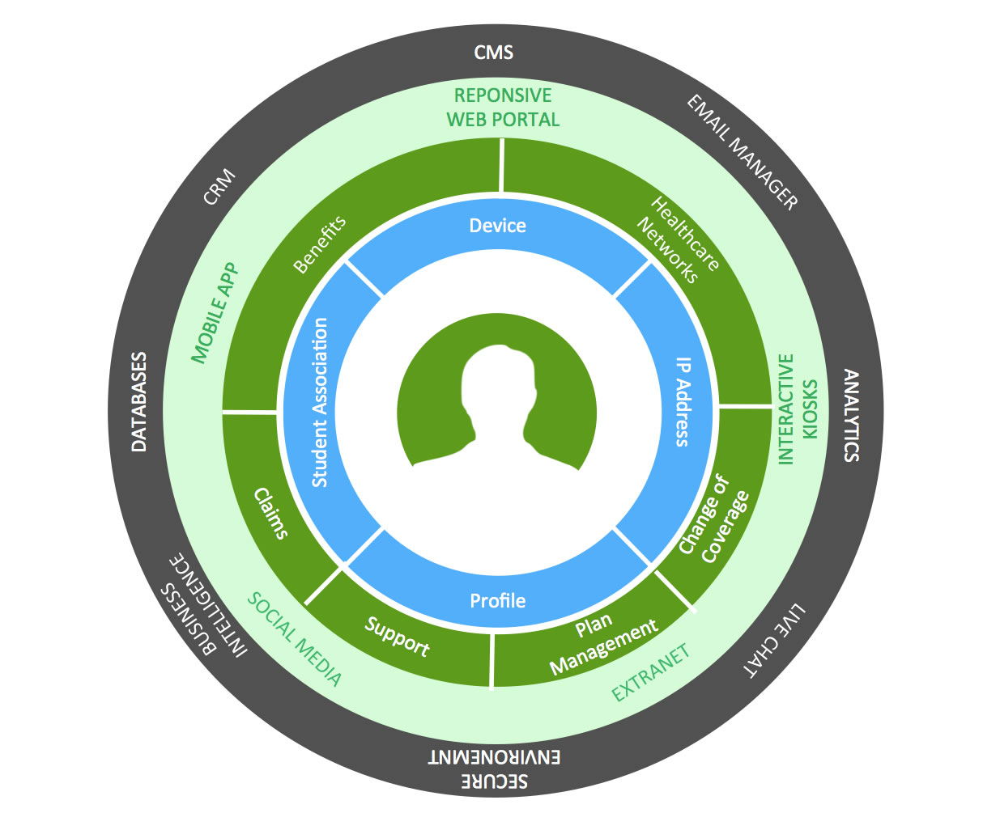 CMS
EMAIL MANAGER
ANALYTICS
LIVE CHAT
SECURE
ENVIRONEMNT
BUSINESS
INTELLIGENCE
DATABASES
CRM
REPONSIVE
WEB PORTAL
INTERACTIVE
KIOSKS
EXTRANET
SOCIAL MEDIA
MOBILE APP
Benefits
Healthcare
Networks
Change of
Coverage
Plan
Management
Support
Claims
Device
IP Address
Profile
Student Association